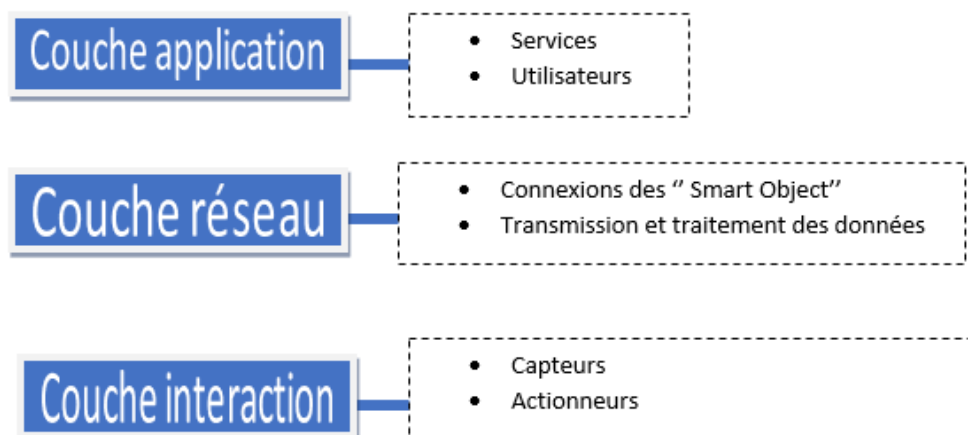 Couche application
• Services
• Utilisateurs
Couche réseau
• Connexions des ‘’ Smart Object’’
• Transmission et traitement des données
Couche interaction
• Capteurs
• Actionneurs